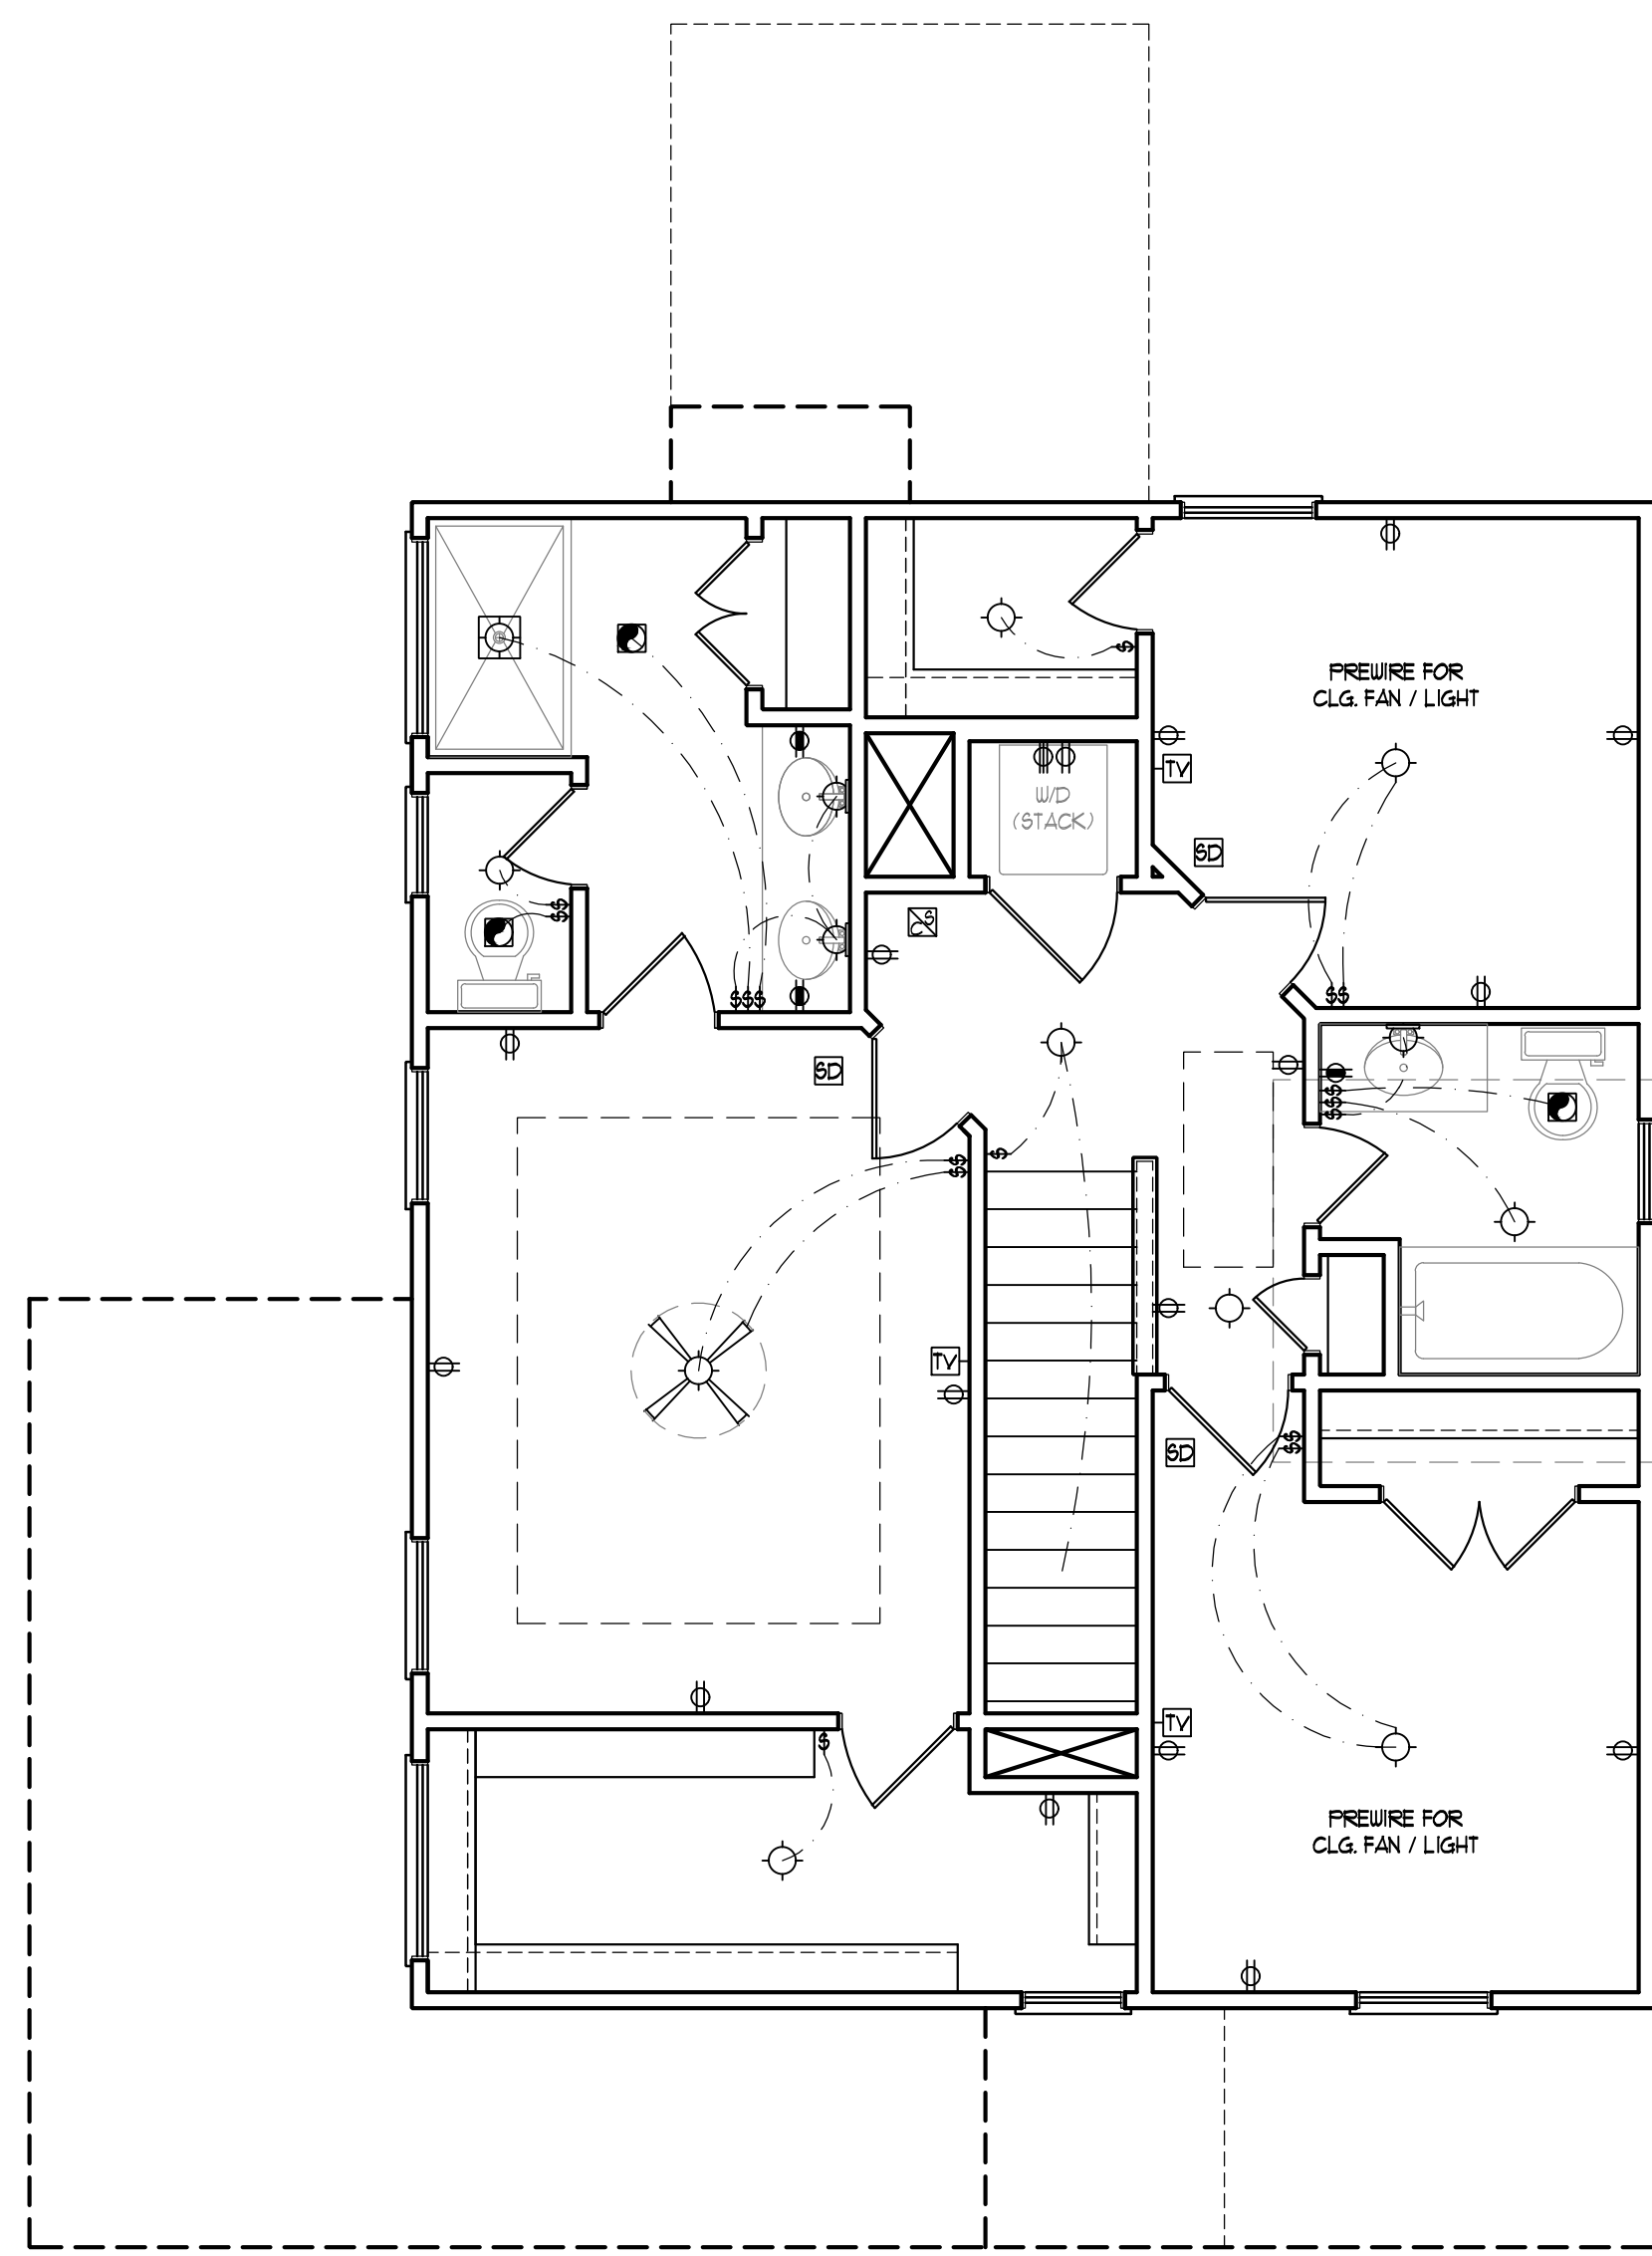 PREWIRE FOR
CLG. FAN / LIGHT
$
TV
W/D
(STACK)
SD
$$
C S
$$$
$$
SD
$$$
$$
$
TV
SD
$$
TV
$
PREWIRE FOR
CLG. FAN / LIGHT